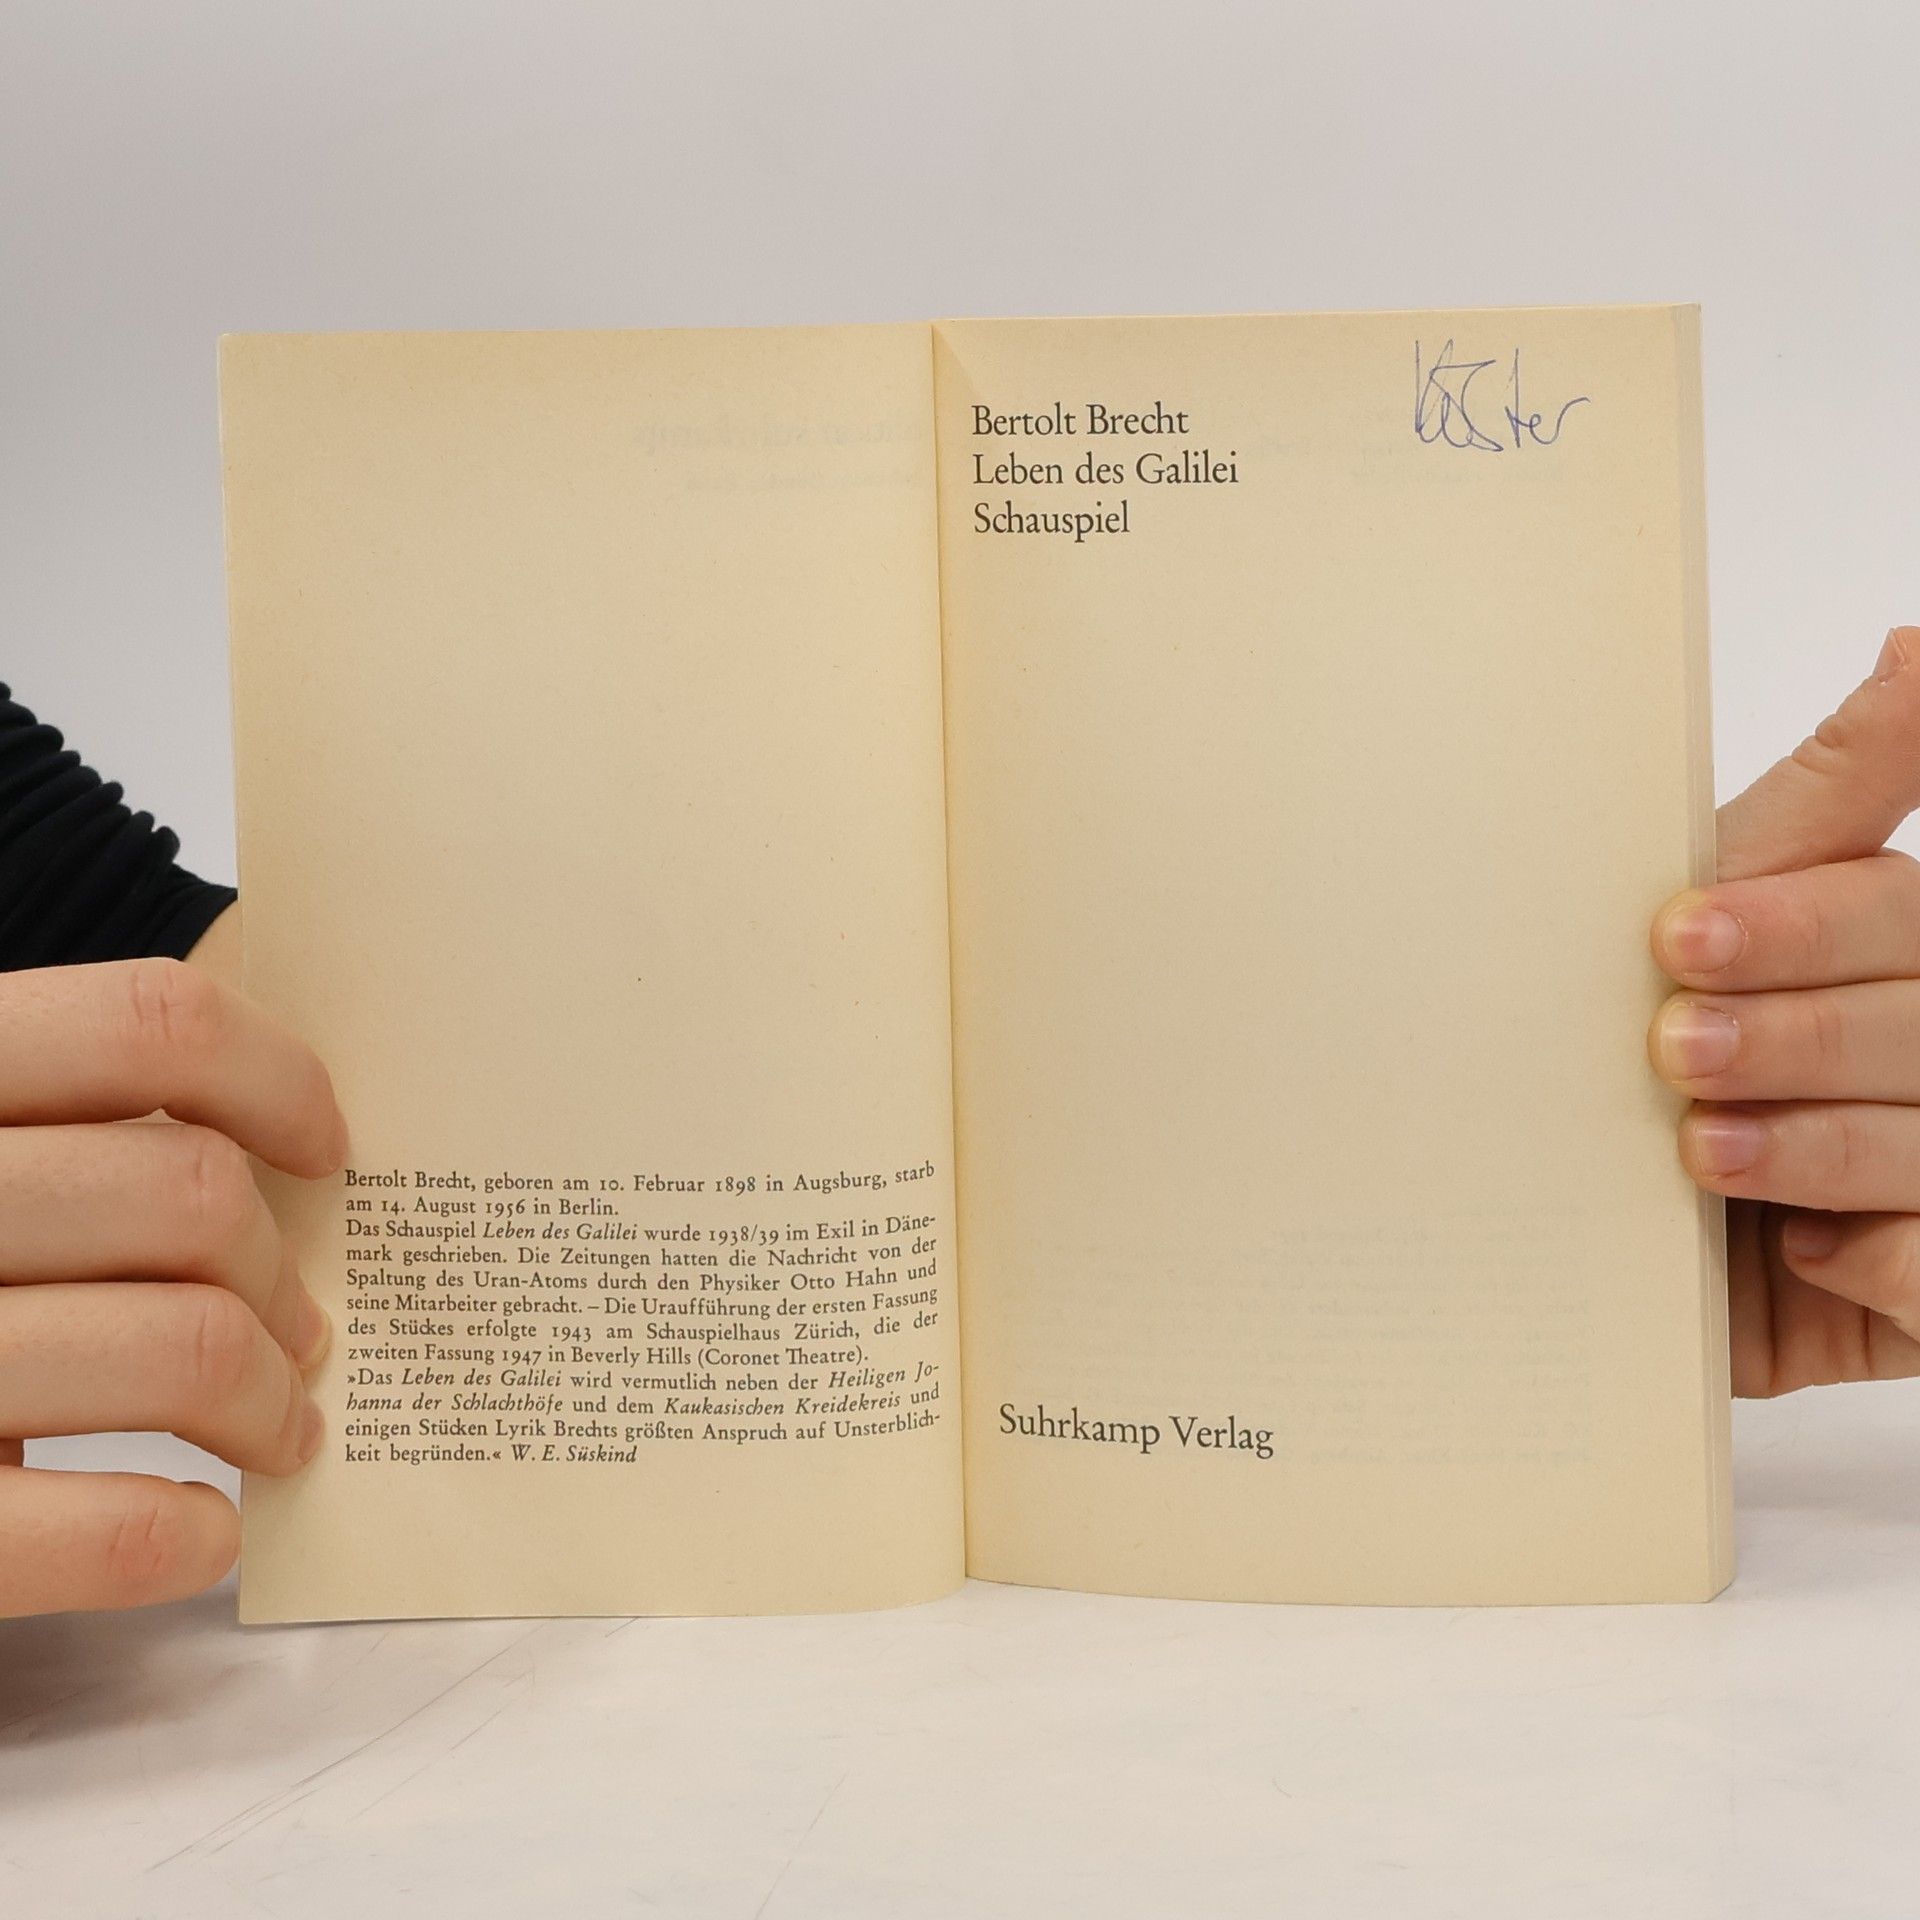 Bertolt Brecht, geboren am 10. Februar 1898 in Augsburg, starb
am 14. August 1956 in Berlin.
Das Schauspiel Leben des Galilei wurde 1938/39 im Exil in Däne-
mark geschrieben. Die Zeitungen hatten die Nachricht von der
Spaltung des Uran-Atoms durch den Physiker Otto Hahn und
seine Mitarbeiter gebracht. – Die Uraufführung der ersten Fassung
des Stückes erfolgte 1943 am Schauspielhaus Zürich, die der
zweiten Fassung 1947 in Beverly Hills (Coronet Theatre).
»Das Leben des Galilei wird vermutlich neben der Heiligen Jo-
hanna der Schlachthöfe und dem Kaukasischen Kreidekreis und
einigen Stücken Lyrik Brechts größten Anspruch auf Unsterblich-
keit begründen.« W. E. Süskind
Bertolt Brecht
Leben des Galilei
Schauspiel
Suhrkamp Verlag